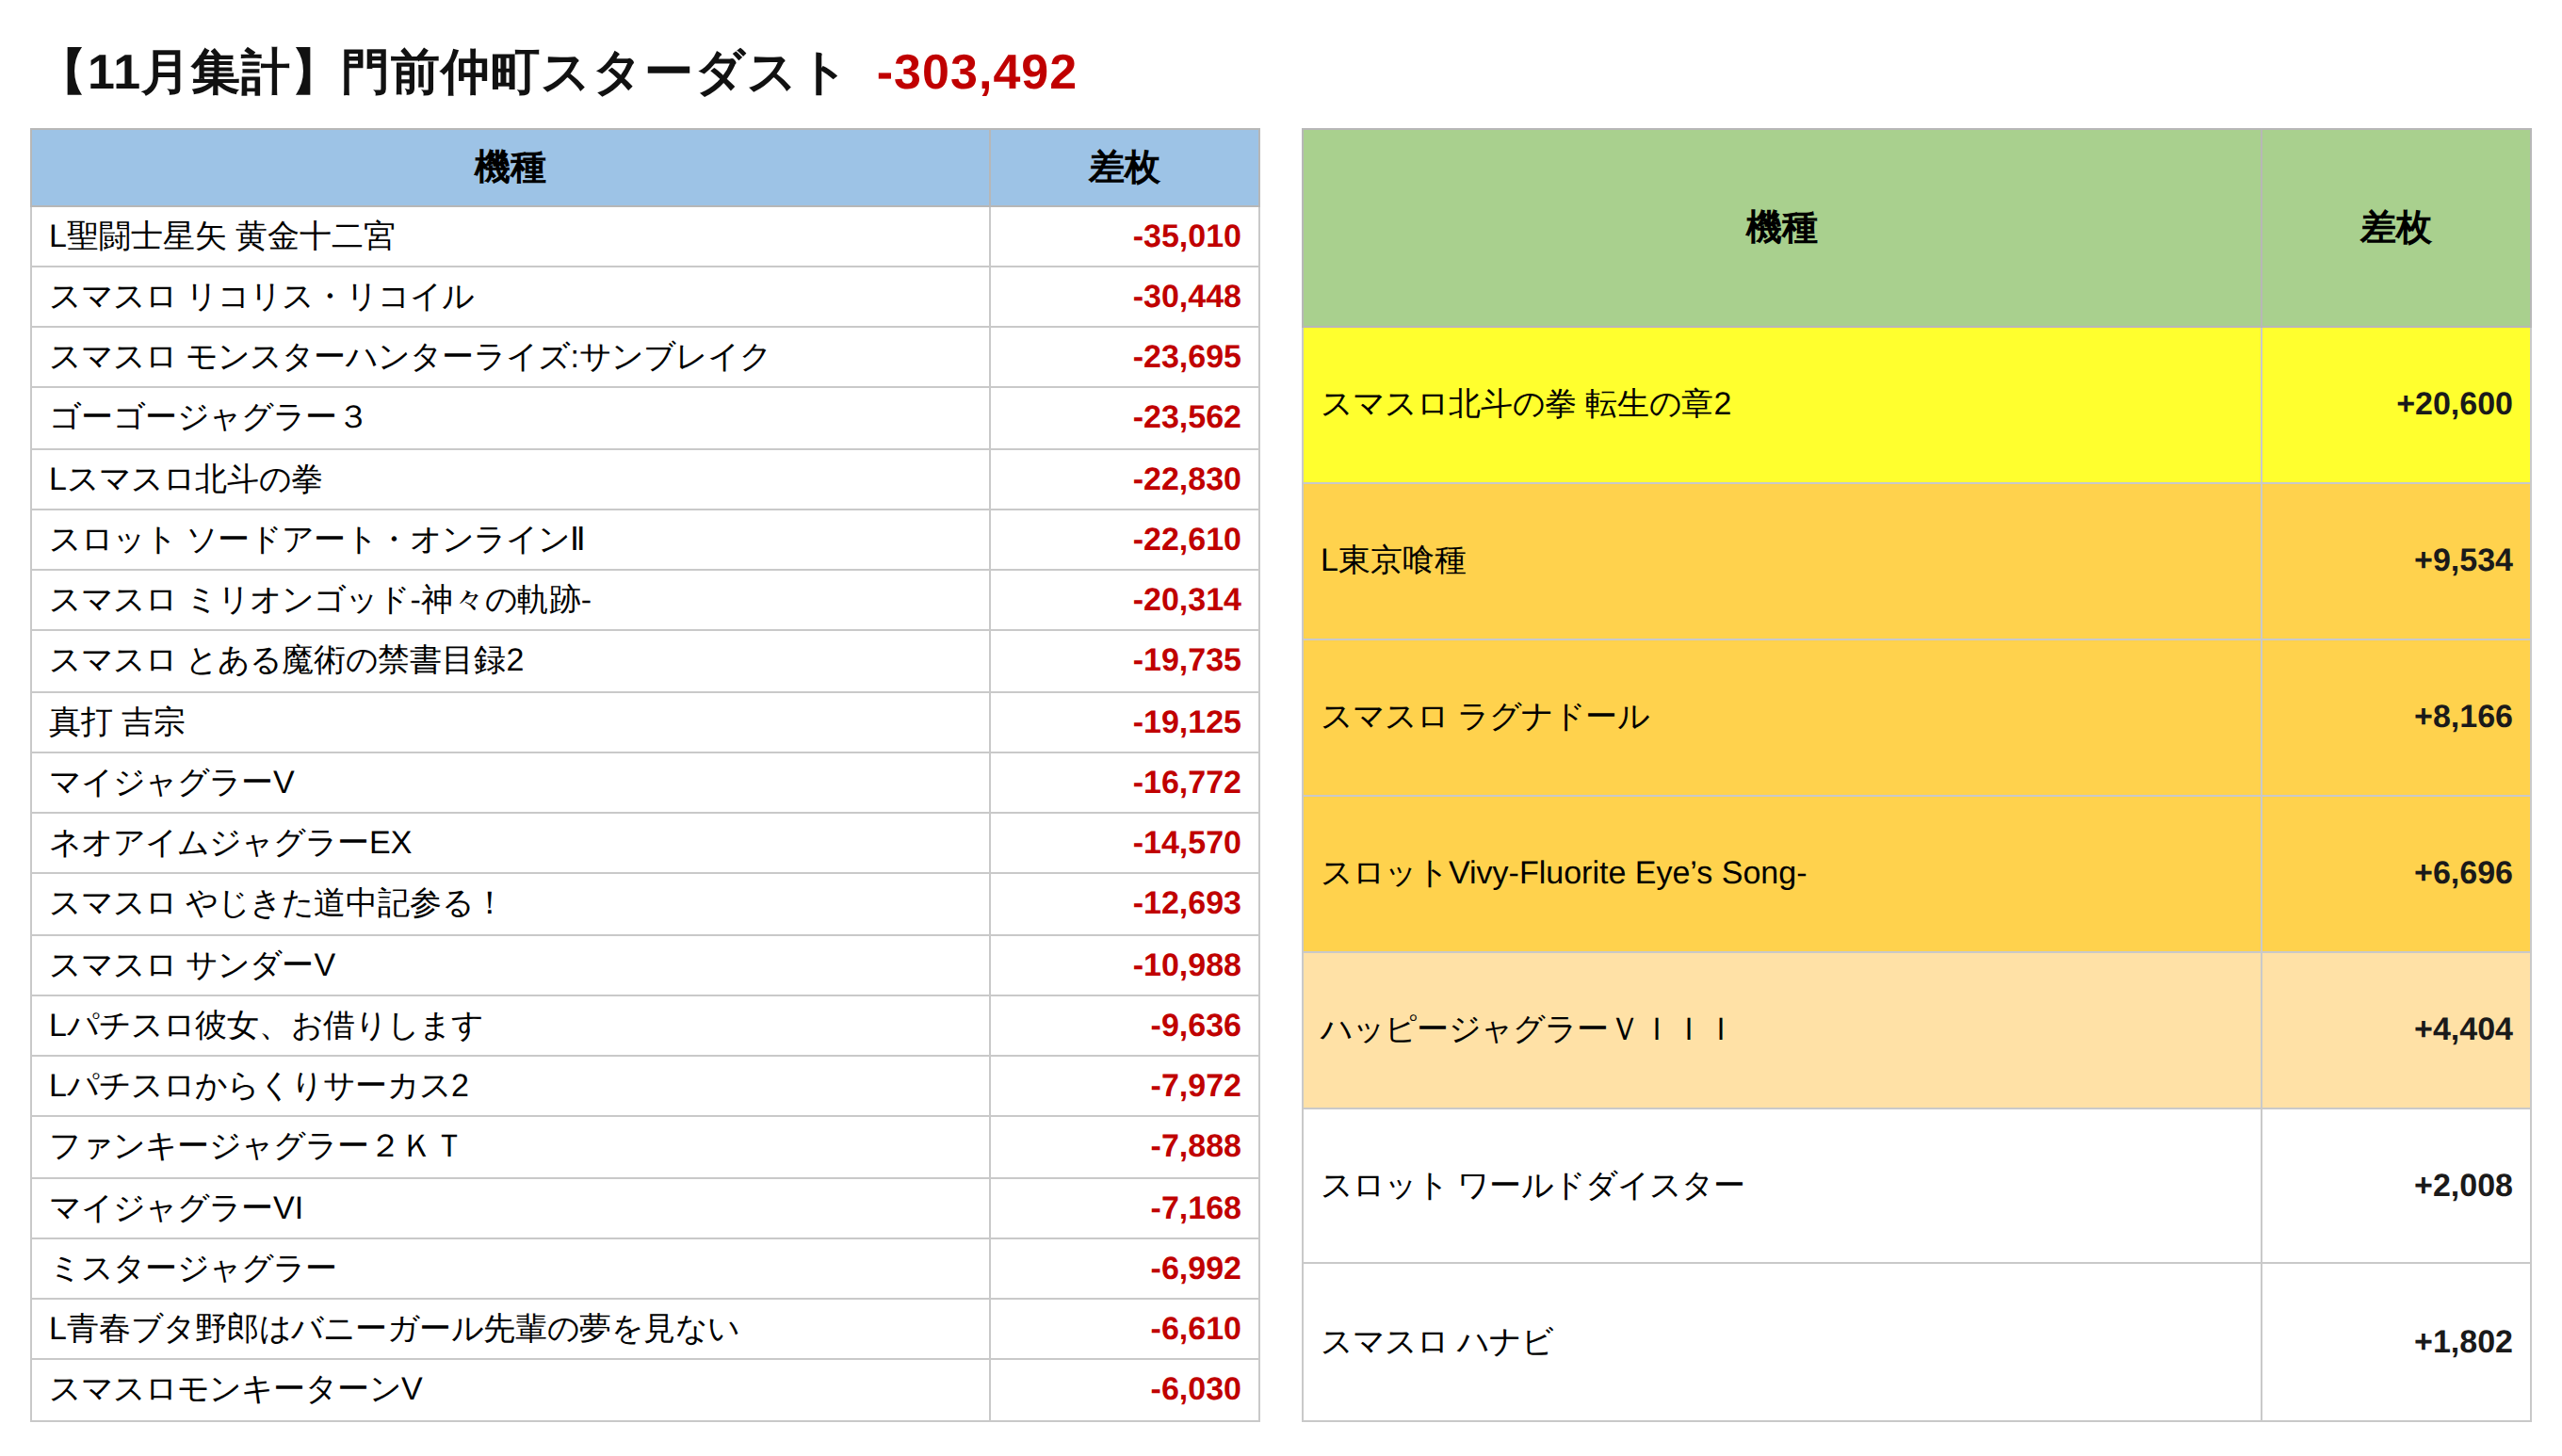 【11月集計】門前仲町スターダスト -303,492
機種 差枚
L聖闘士星矢 黄金十二宮 -35,010
スマスロ リコリス・リコイル -30,448
スマスロ モンスターハンターライズ:サンブレイク -23,695
ゴーゴージャグラー３ -23,562
Lスマスロ北斗の拳 -22,830
スロット ソードアート・オンラインⅡ -22,610
スマスロ ミリオンゴッド-神々の軌跡- -20,314
スマスロ とある魔術の禁書目録2 -19,735
真打 吉宗 -19,125
マイジャグラーV -16,772
ネオアイムジャグラーEX -14,570
スマスロ やじきた道中記参る！ -12,693
スマスロ サンダーV -10,988
Lパチスロ彼女、お借りします -9,636
Lパチスロからくりサーカス2 -7,972
ファンキージャグラー２ＫＴ -7,888
マイジャグラーVI -7,168
ミスタージャグラー -6,992
L青春ブタ野郎はバニーガール先輩の夢を見ない -6,610
スマスロモンキーターンV -6,030
機種 差枚
スマスロ北斗の拳 転生の章2 +20,600
L東京喰種 +9,534
スマスロ ラグナドール +8,166
スロットVivy-Fluorite Eye’s Song- +6,696
ハッピージャグラーＶＩＩＩ +4,404
スロット ワールドダイスター +2,008
スマスロ ハナビ +1,802